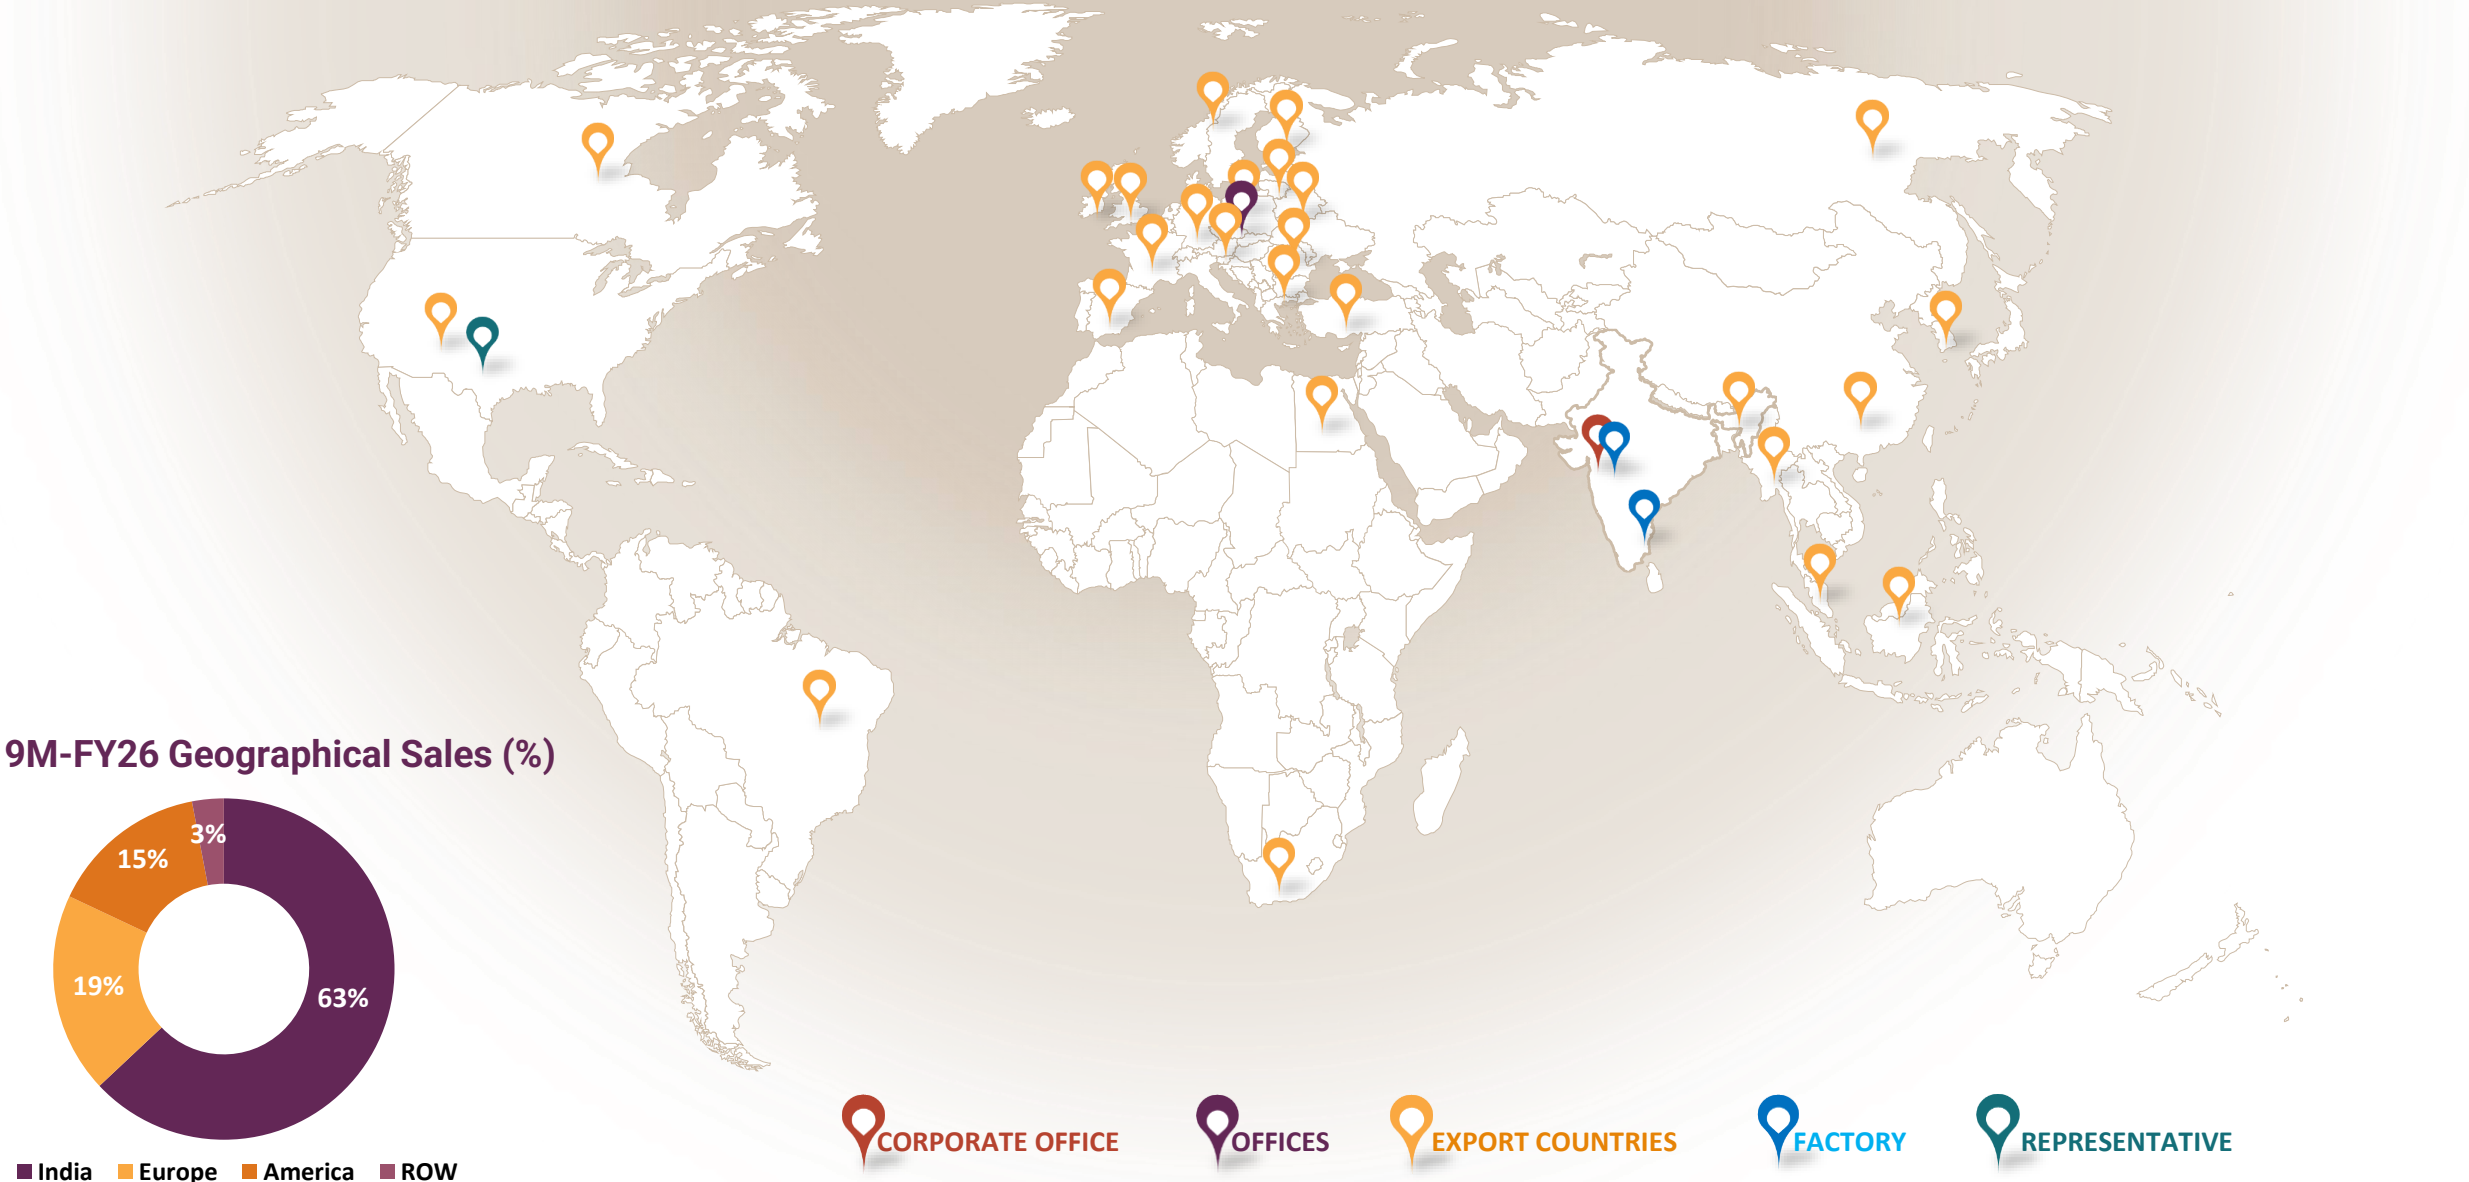 9M-FY26 Geographical Sales (%)
3%
15%
19%
63%
India Europe America ROW
CORPORATE OFFICE OFFICES EXPORT COUNTRIES FACTORY REPRESENTATIVE